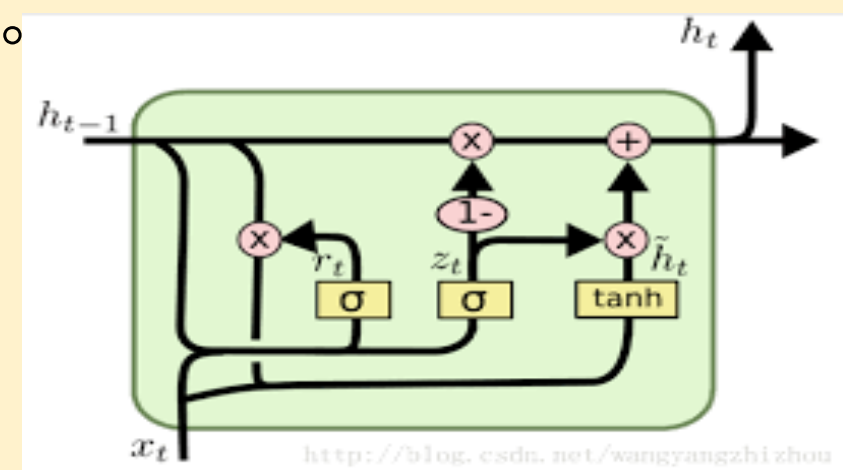 h_t
h_{t-1}
×
+
1-
×
×
r_t
z_t
h̃_t
σ
σ
tanh
x_t
http://blog.csdn.net/wangyangzhizhou